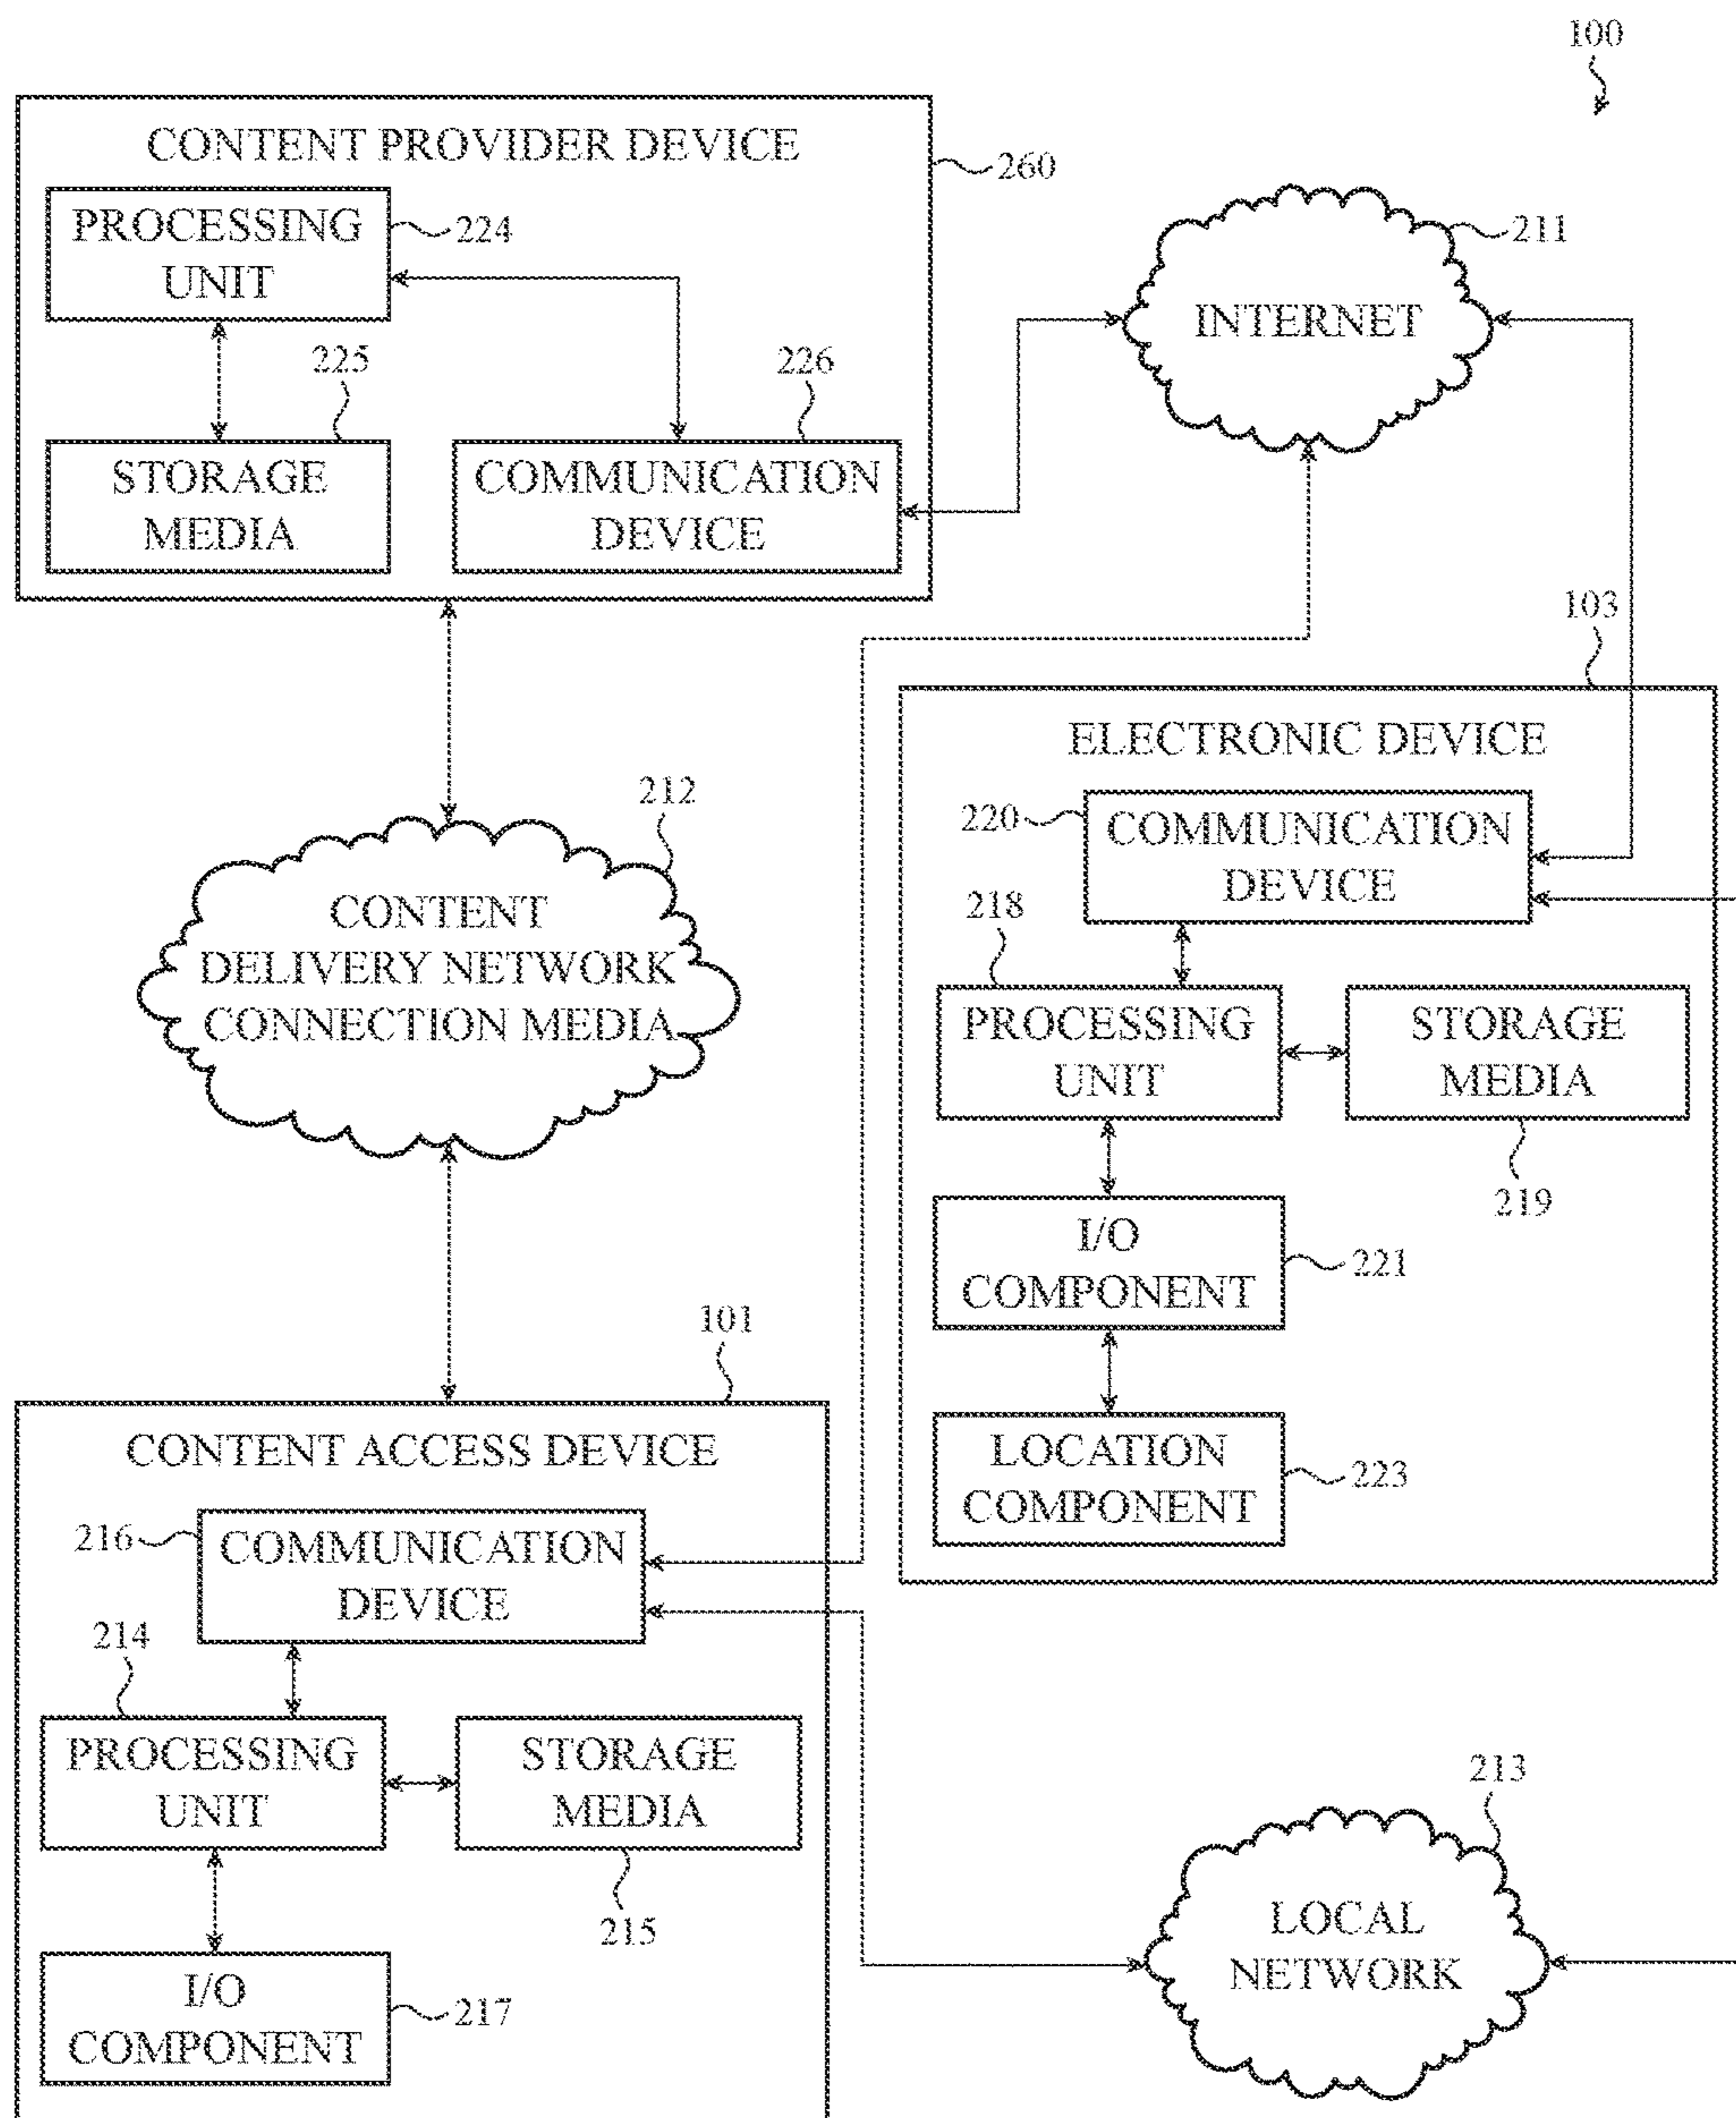 100
CONTENT PROVIDER DEVICE
260
PROCESSING
UNIT
224
211
INTERNET
225
226
STORAGE
MEDIA
COMMUNICATION
DEVICE
103
ELECTRONIC DEVICE
212
220
COMMUNICATION
DEVICE
CONTENT
DELIVERY NETWORK
CONNECTION MEDIA
218
PROCESSING
UNIT
STORAGE
MEDIA
219
I/O
COMPONENT
221
101
LOCATION
COMPONENT
223
CONTENT ACCESS DEVICE
216
COMMUNICATION
DEVICE
214
PROCESSING
UNIT
STORAGE
MEDIA
215
213
LOCAL
NETWORK
I/O
COMPONENT
217